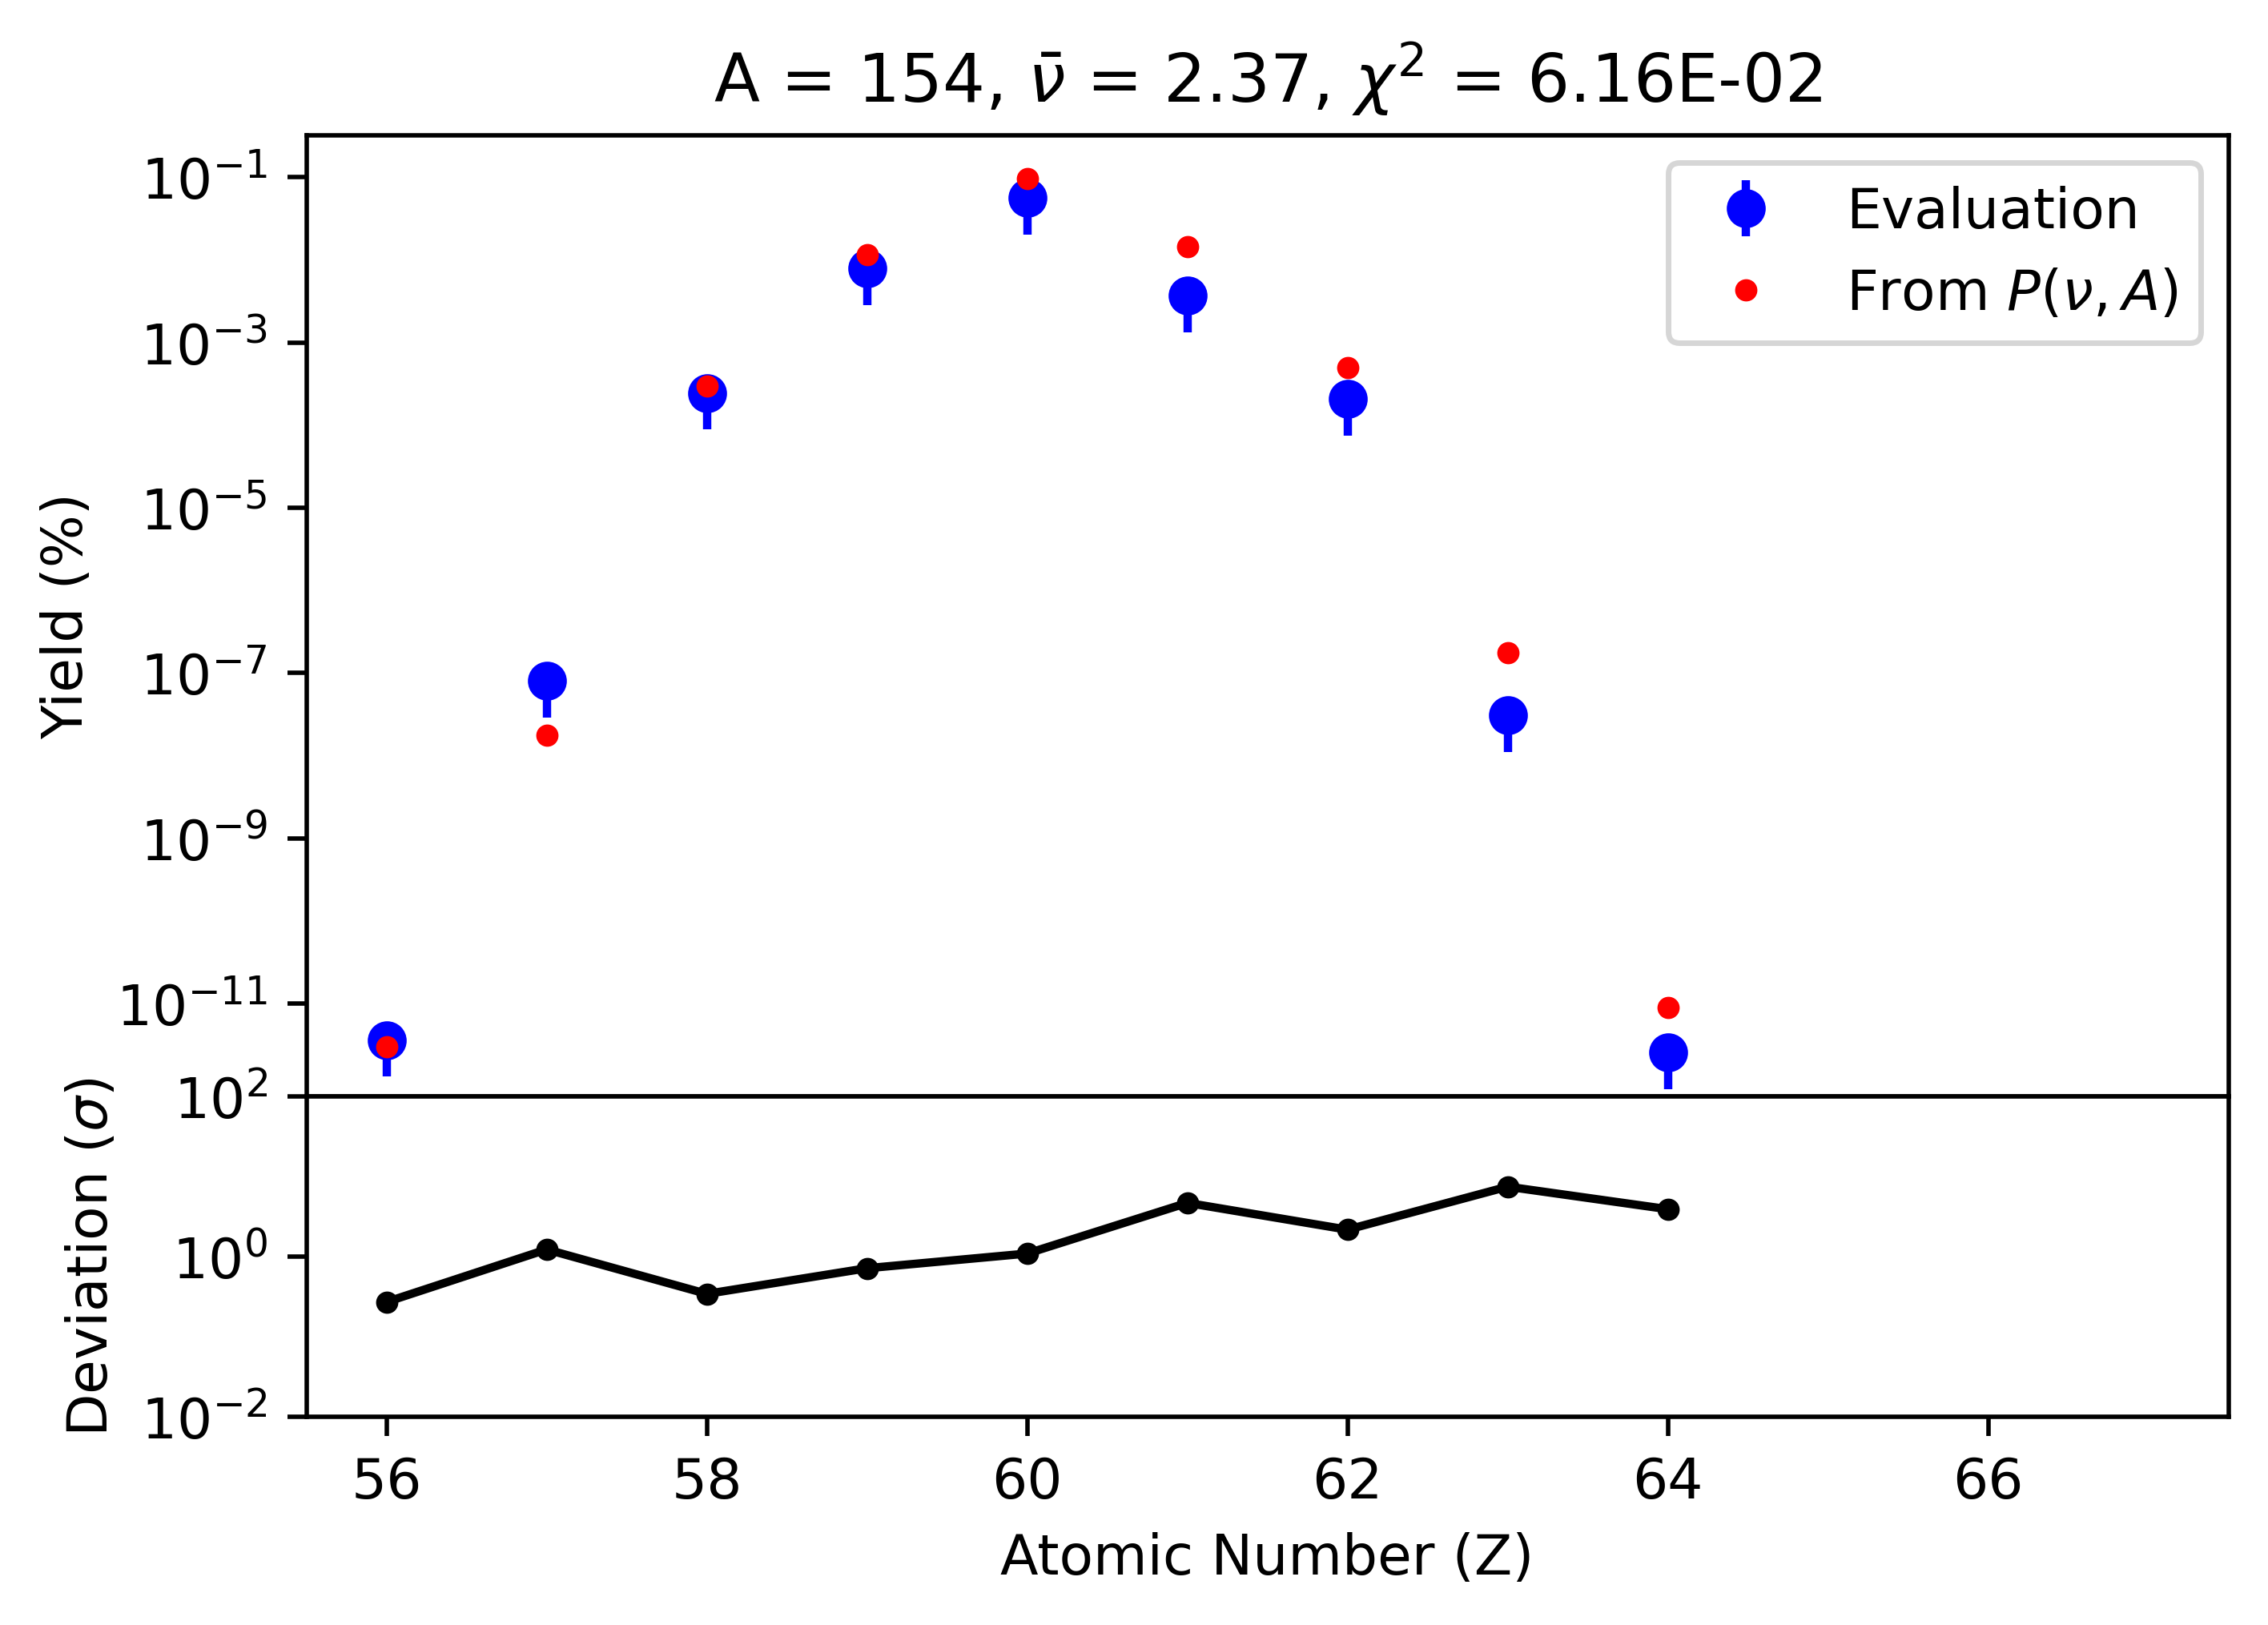 A = 154, ν̄ = 2.37, χ² = 6.16E-02
Evaluation
From P(ν, A)
Yield (%)
10⁻¹
10⁻³
10⁻⁵
10⁻⁷
10⁻⁹
10⁻¹¹
Deviation (σ)
10²
10⁰
10⁻²
56 58 60 62 64 66
Atomic Number (Z)